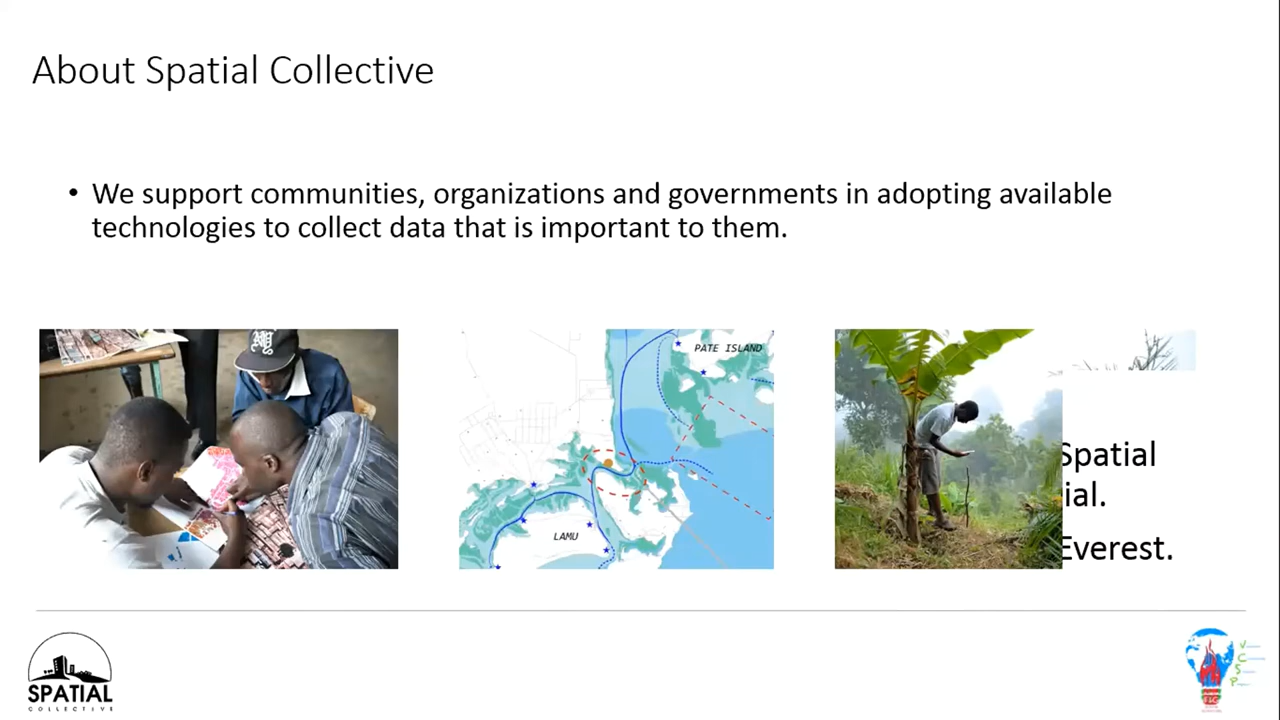 About Spatial Collective
• We support communities, organizations and governments in adopting available
technologies to collect data that is important to them.
PATE ISLAND
LAMU
Spatial
ial.
Everest.
SPATIAL
COLLECTIVE
V
C
S
P